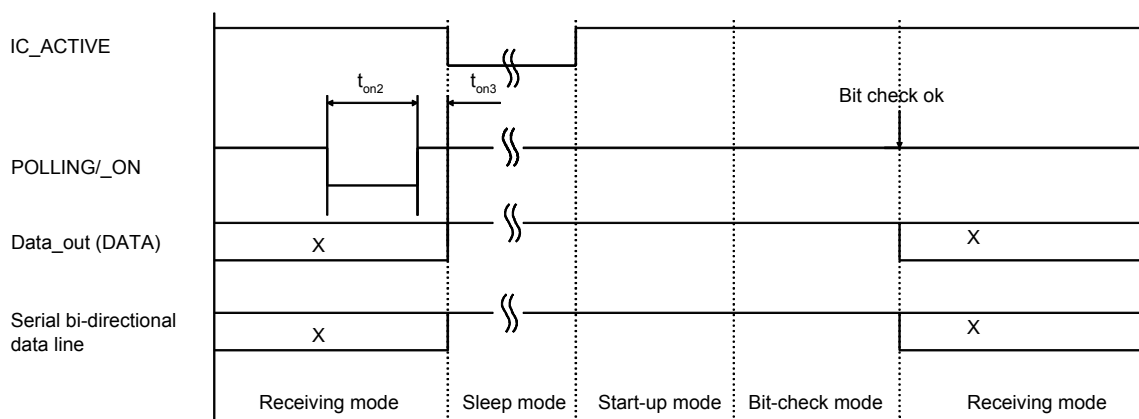 IC_ACTIVE
t_on2
t_on3
Bit check ok
POLLING/_ON
Data_out (DATA)
X
X
Serial bi-directional
data line
X
X
Receiving mode
Sleep mode
Start-up mode
Bit-check mode
Receiving mode